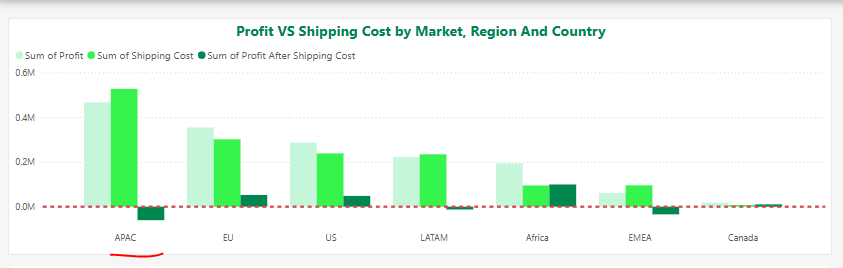 Profit VS Shipping Cost by Market, Region And Country
Sum of Profit Sum of Shipping Cost Sum of Profit After Shipping Cost
0.6M
0.4M
0.2M
0.0M
APAC EU US LATAM Africa EMEA Canada